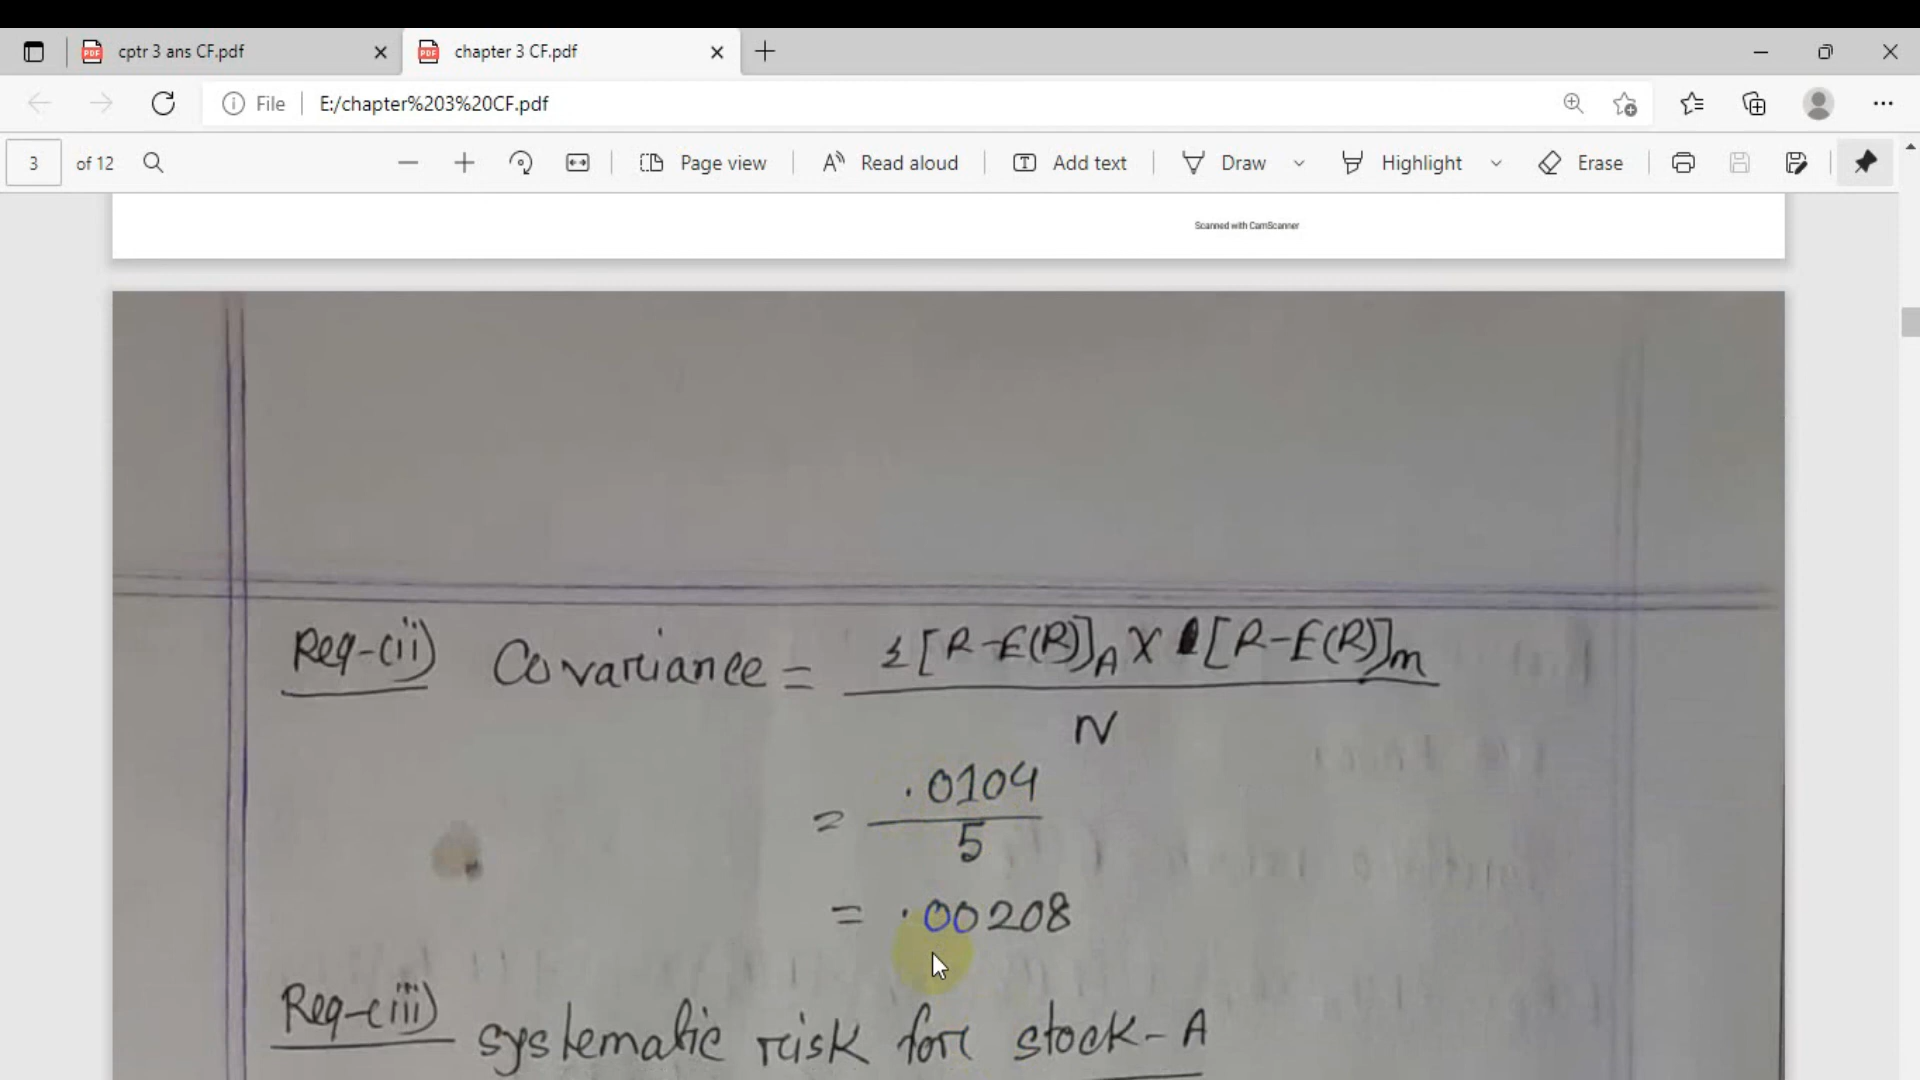 cptr 3 ans CF.pdf
chapter 3 CF.pdf
File
E:/chapter%203%20CF.pdf
3 of 12
Page view
Read aloud
Add text
Draw
Highlight
Erase
Scanned with CamScanner
Req-(ii) Covariance = Σ[R-E(R)]A X [R-E(R)]m
N
= .0104
5
= .00208
Req-(iii) systematic risk for stock-A